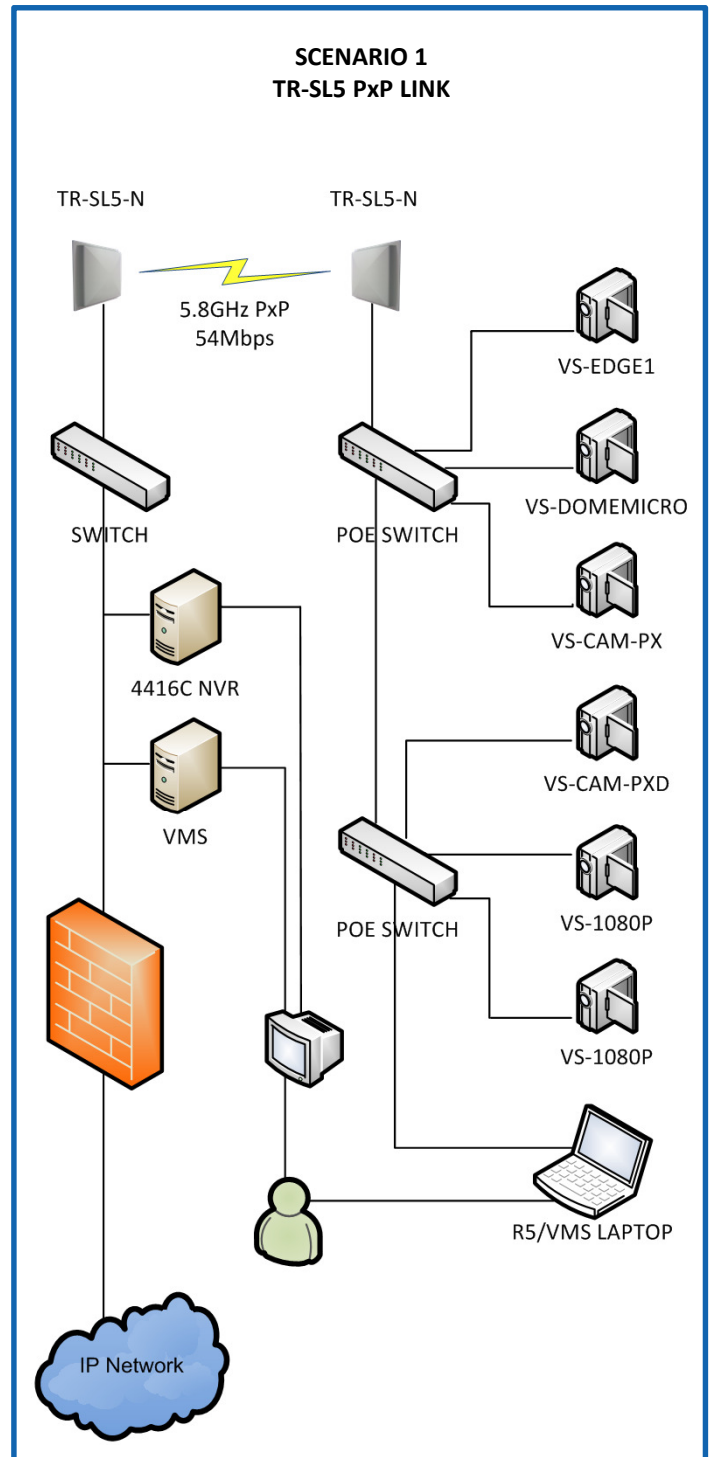 SCENARIO 1
TR-SL5 PxP LINK
TR-SL5-N
TR-SL5-N
5.8GHz PxP
54Mbps
VS-EDGE1
VS-DOMEMICRO
SWITCH
POE SWITCH
VS-CAM-PX
4416C NVR
VS-CAM-PXD
VMS
POE SWITCH
VS-1080P
VS-1080P
R5/VMS LAPTOP
IP Network